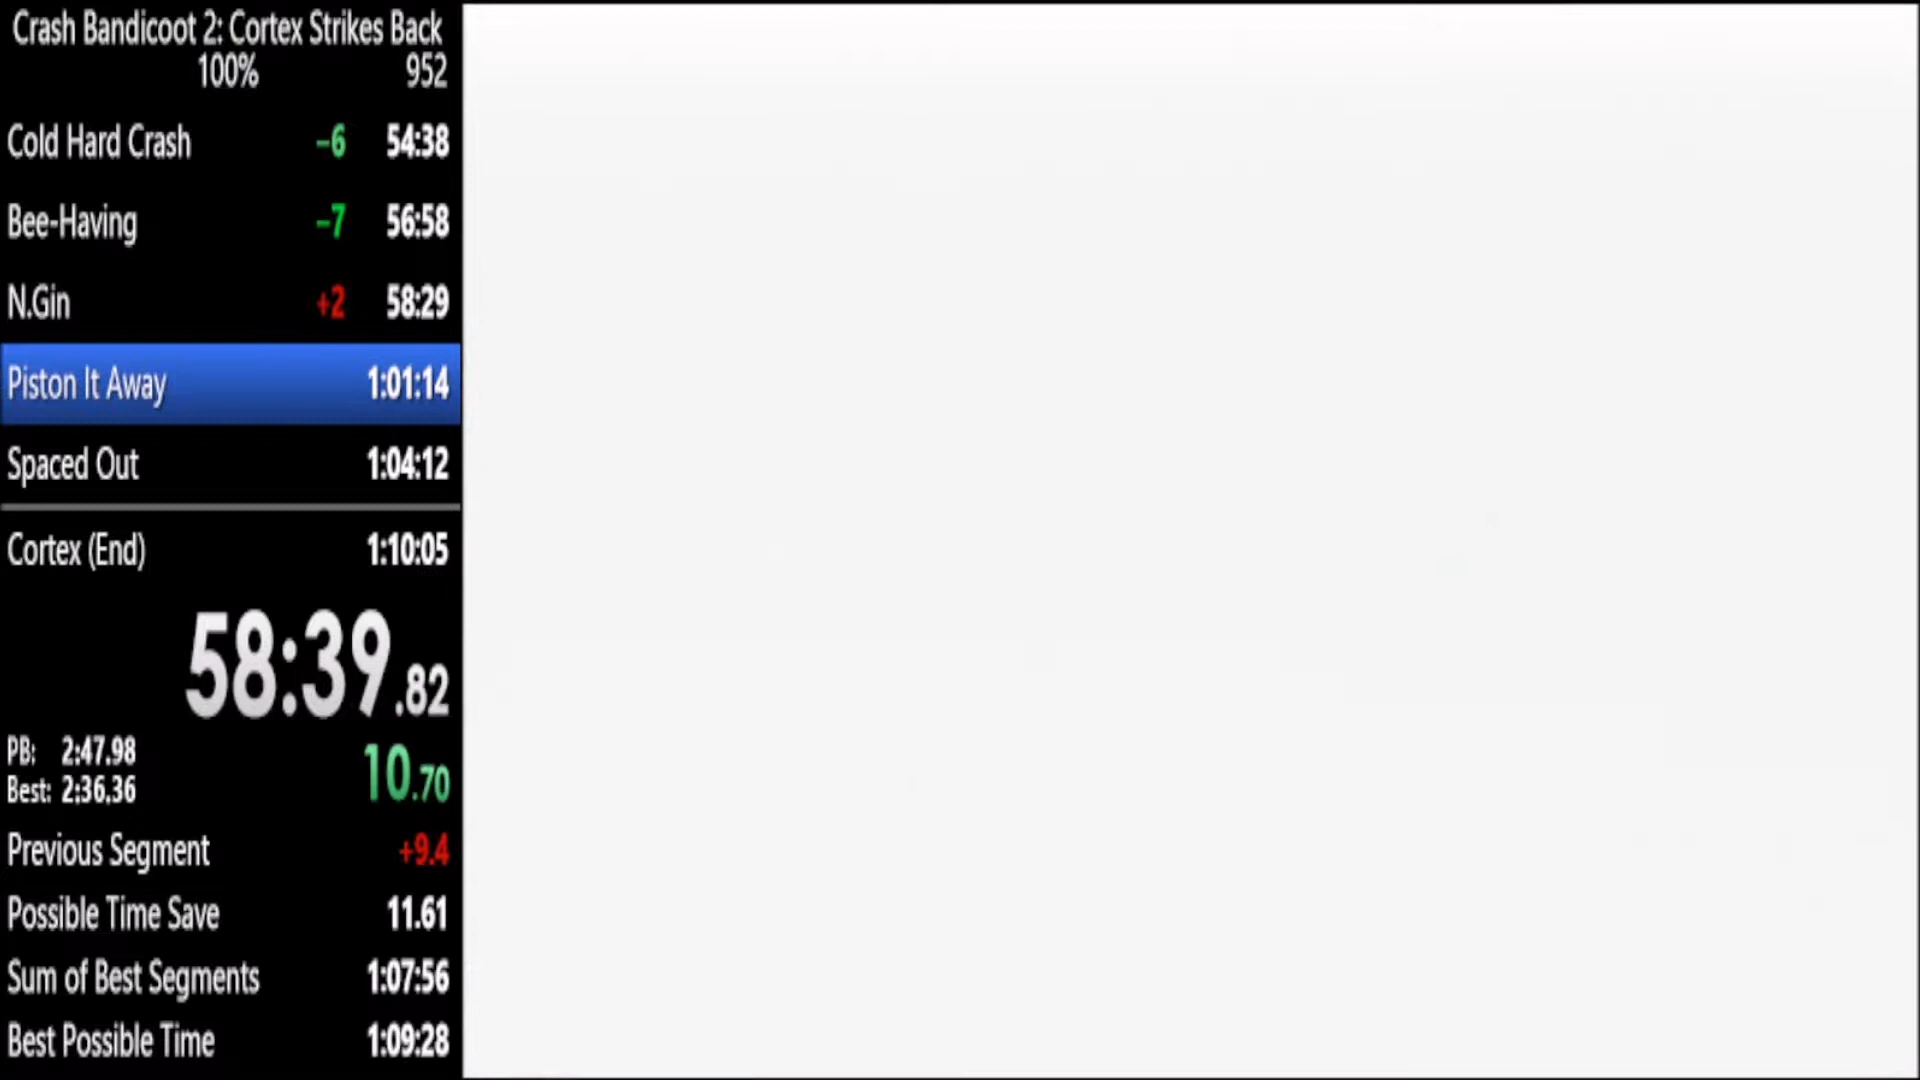 Crash Bandicoot 2: Cortex Strikes Back
100% 952
Cold Hard Crash −6 54:38
Bee-Having −7 56:58
N.Gin +2 58:29
Piston It Away 1:01:14
Spaced Out 1:04:12
Cortex (End) 1:10:05
58:39.82
PB: 2:47.98 10.70
Best: 2:36.36
Previous Segment +9.4
Possible Time Save 11.61
Sum of Best Segments 1:07:56
Best Possible Time 1:09:28